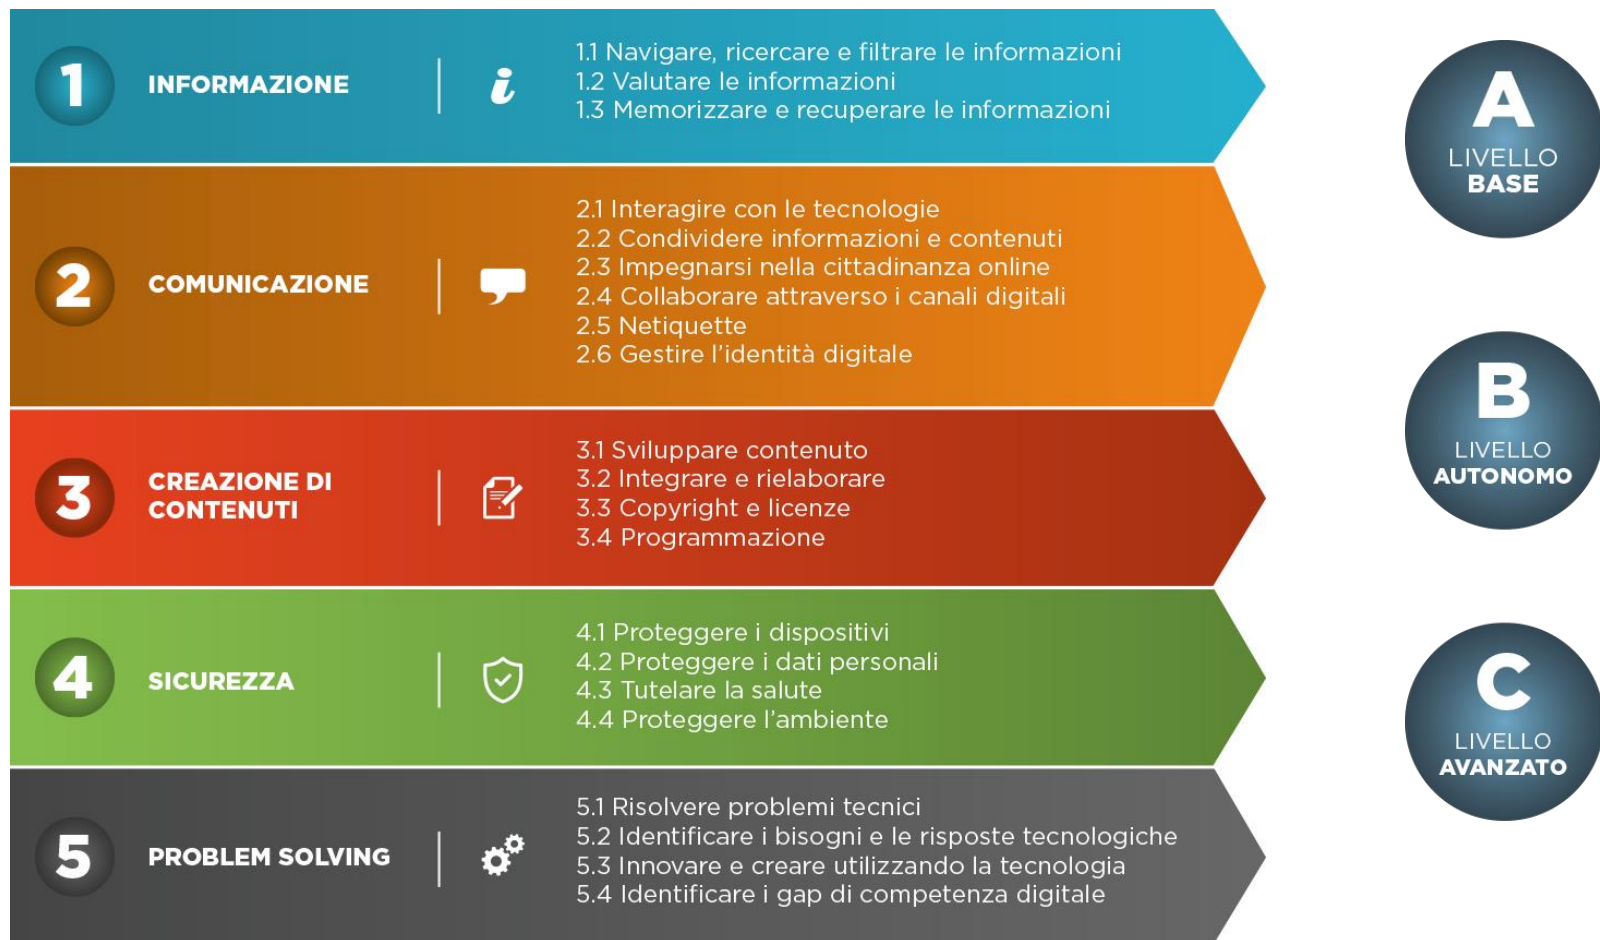 1
INFORMAZIONE
1.1 Navigare, ricercare e filtrare le informazioni
1.2 Valutare le informazioni
1.3 Memorizzare e recuperare le informazioni
2
COMUNICAZIONE
2.1 Interagire con le tecnologie
2.2 Condividere informazioni e contenuti
2.3 Impegnarsi nella cittadinanza online
2.4 Collaborare attraverso i canali digitali
2.5 Netiquette
2.6 Gestire l'identità digitale
3
CREAZIONE DI
CONTENUTI
3.1 Sviluppare contenuto
3.2 Integrare e rielaborare
3.3 Copyright e licenze
3.4 Programmazione
4
SICUREZZA
4.1 Proteggere i dispositivi
4.2 Proteggere i dati personali
4.3 Tutelare la salute
4.4 Proteggere l'ambiente
5
PROBLEM SOLVING
5.1 Risolvere problemi tecnici
5.2 Identificare i bisogni e le risposte tecnologiche
5.3 Innovare e creare utilizzando la tecnologia
5.4 Identificare i gap di competenza digitale
A
LIVELLO
BASE
B
LIVELLO
AUTONOMO
C
LIVELLO
AVANZATO